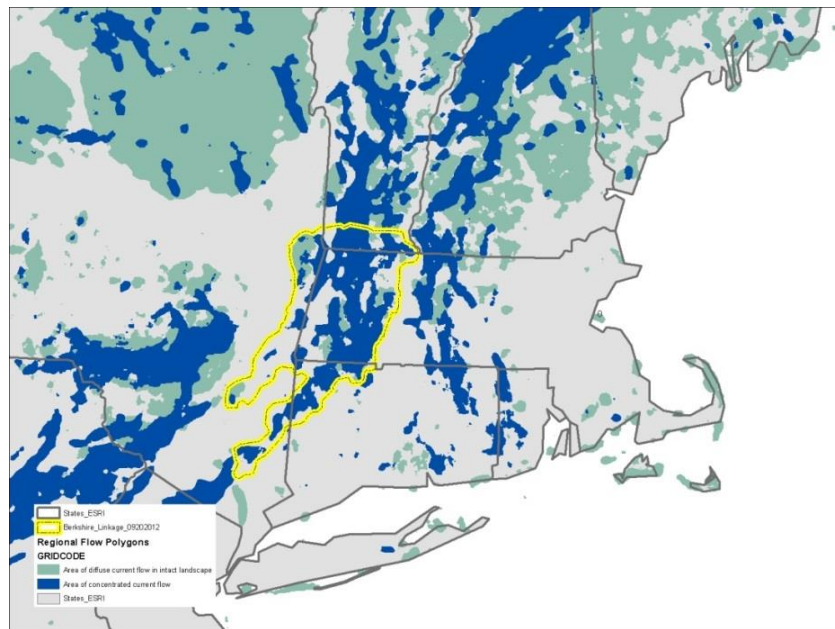 States_ESRI
Berkshire_Linkage_09202012
Regional Flow Polygons
GRIDCODE
Area of diffuse current flow in intact landscape
Area of concentrated current flow
States_ESRI